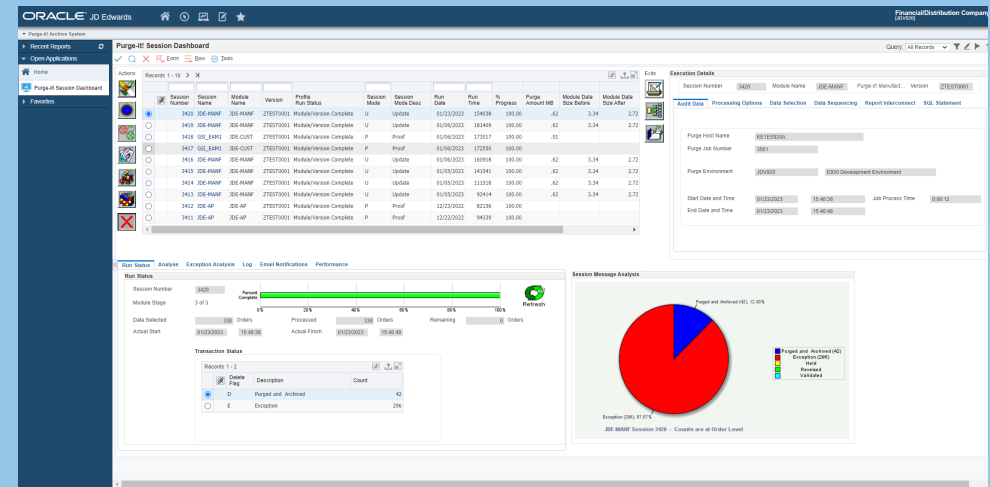 ORACLE® JD Edwards
Financial/Distribution Company
(JDV920)
Purge-it! Archive System
Recent Reports
Open Applications
Home
Purge-it! Session Dashboard
Favorites
Purge-it! Session Dashboard
Query: All Records
Form Row Tools
Actions
Records 1 - 10
Exits
Session Number Session Name Module Name Version Profile Run Status Session Mode Session Mode Desc Run Date Run Time % Progress Purge Amount MB Module Data Size Before Module Data Size After
3420 JDE-MANF JDE-MANF ZTEST0001 Module/Version Complete U Update 01/23/2023 154038 100.00 .62 3.34 2.72
3419 JDE-MANF JDE-MANF ZTEST0001 Module/Version Complete U Update 01/06/2023 181409 100.00 .62 3.34 2.72
3418 GSI_EAM1 JDE-CUST ZTEST0001 Module/Version Complete P Proof 01/06/2023 173017 100.00 .01
3417 GSI_EAM1 JDE-CUST ZTEST0001 Module/Version Complete P Proof 01/06/2023 172550 100.00
3416 JDE-MANF JDE-MANF ZTEST0001 Module/Version Complete U Update 01/06/2023 160918 100.00 .62 3.34 2.72
3415 JDE-MANF JDE-MANF ZTEST0001 Module/Version Complete U Update 01/05/2023 141541 100.00 .62 3.34 2.72
3414 JDE-MANF JDE-MANF ZTEST0001 Module/Version Complete U Update 01/05/2023 111518 100.00 .62 3.34 2.72
3413 JDE-MANF JDE-MANF ZTEST0001 Module/Version Complete U Update 01/05/2023 92414 100.00 .62 3.34 2.72
3412 JDE-AP JDE-AP ZTEST0001 Module/Version Complete P Proof 12/23/2022 82156 100.00
3411 JDE-AP JDE-AP ZTEST0001 Module/Version Complete P Proof 12/22/2022 94339 100.00
Execution Details
Session Number 3420 Module Name JDE-MANF Purge-it! Manufact... Version ZTEST0001
Audit Data Processing Options Data Selection Data Sequencing Report Interconnect SQL Statement
Purge Host Name KE1ES920A
Purge Job Number 3581
Purge Environment JDV920 E920 Development Environment
Start Date and Time 01/23/2023 15:40:36 Job Process Time 0:00:12
End Date and Time 01/23/2023 15:40:48
Run Status Analyse Exception Analysis Log Email Notifications Performance
Run Status
Session Number 3420
Percent Complete
0% 20% 40% 60% 80% 100%
Refresh
Module Stage 3 of 3
Data Selected 338 Orders Processed 338 Orders Remaining 0 Orders
Actual Start 01/23/2023 15:40:38 Actual Finish 01/23/2023 15:40:48
Transaction Status
Records 1 - 2
Delete Flag Description Count
D Purged and Archived 42
E Exception 296
Session Message Analysis
Purged and Archived (42), 12.43%
Purged and Archived (42)
Exception (296)
Held
Reversed
Validated
Exception (296), 87.57%
JDE-MANF Session 3420 - Counts are at Order Level